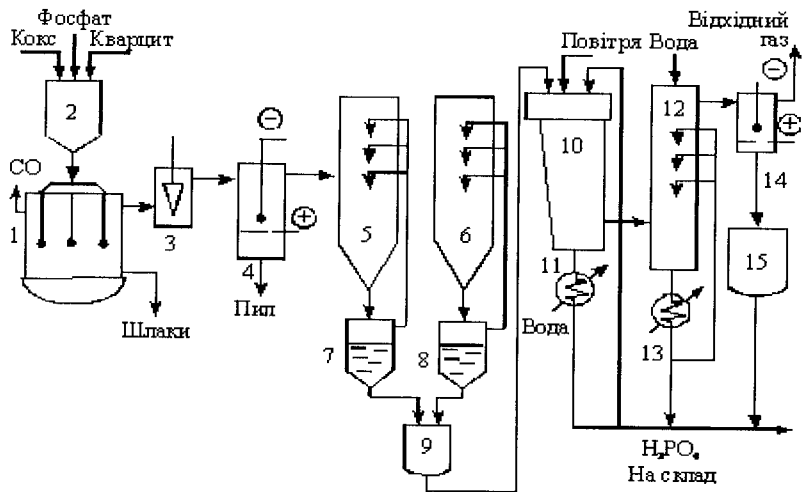 Фосфат
Кокс
Кварцит
Відхідний
газ
Повітря Вода
2
12
10
CO
14
1
3
5
6
4
11
15
Пил
Шлаки
Вода
7
8
13
9
H₃PO₄
На склад